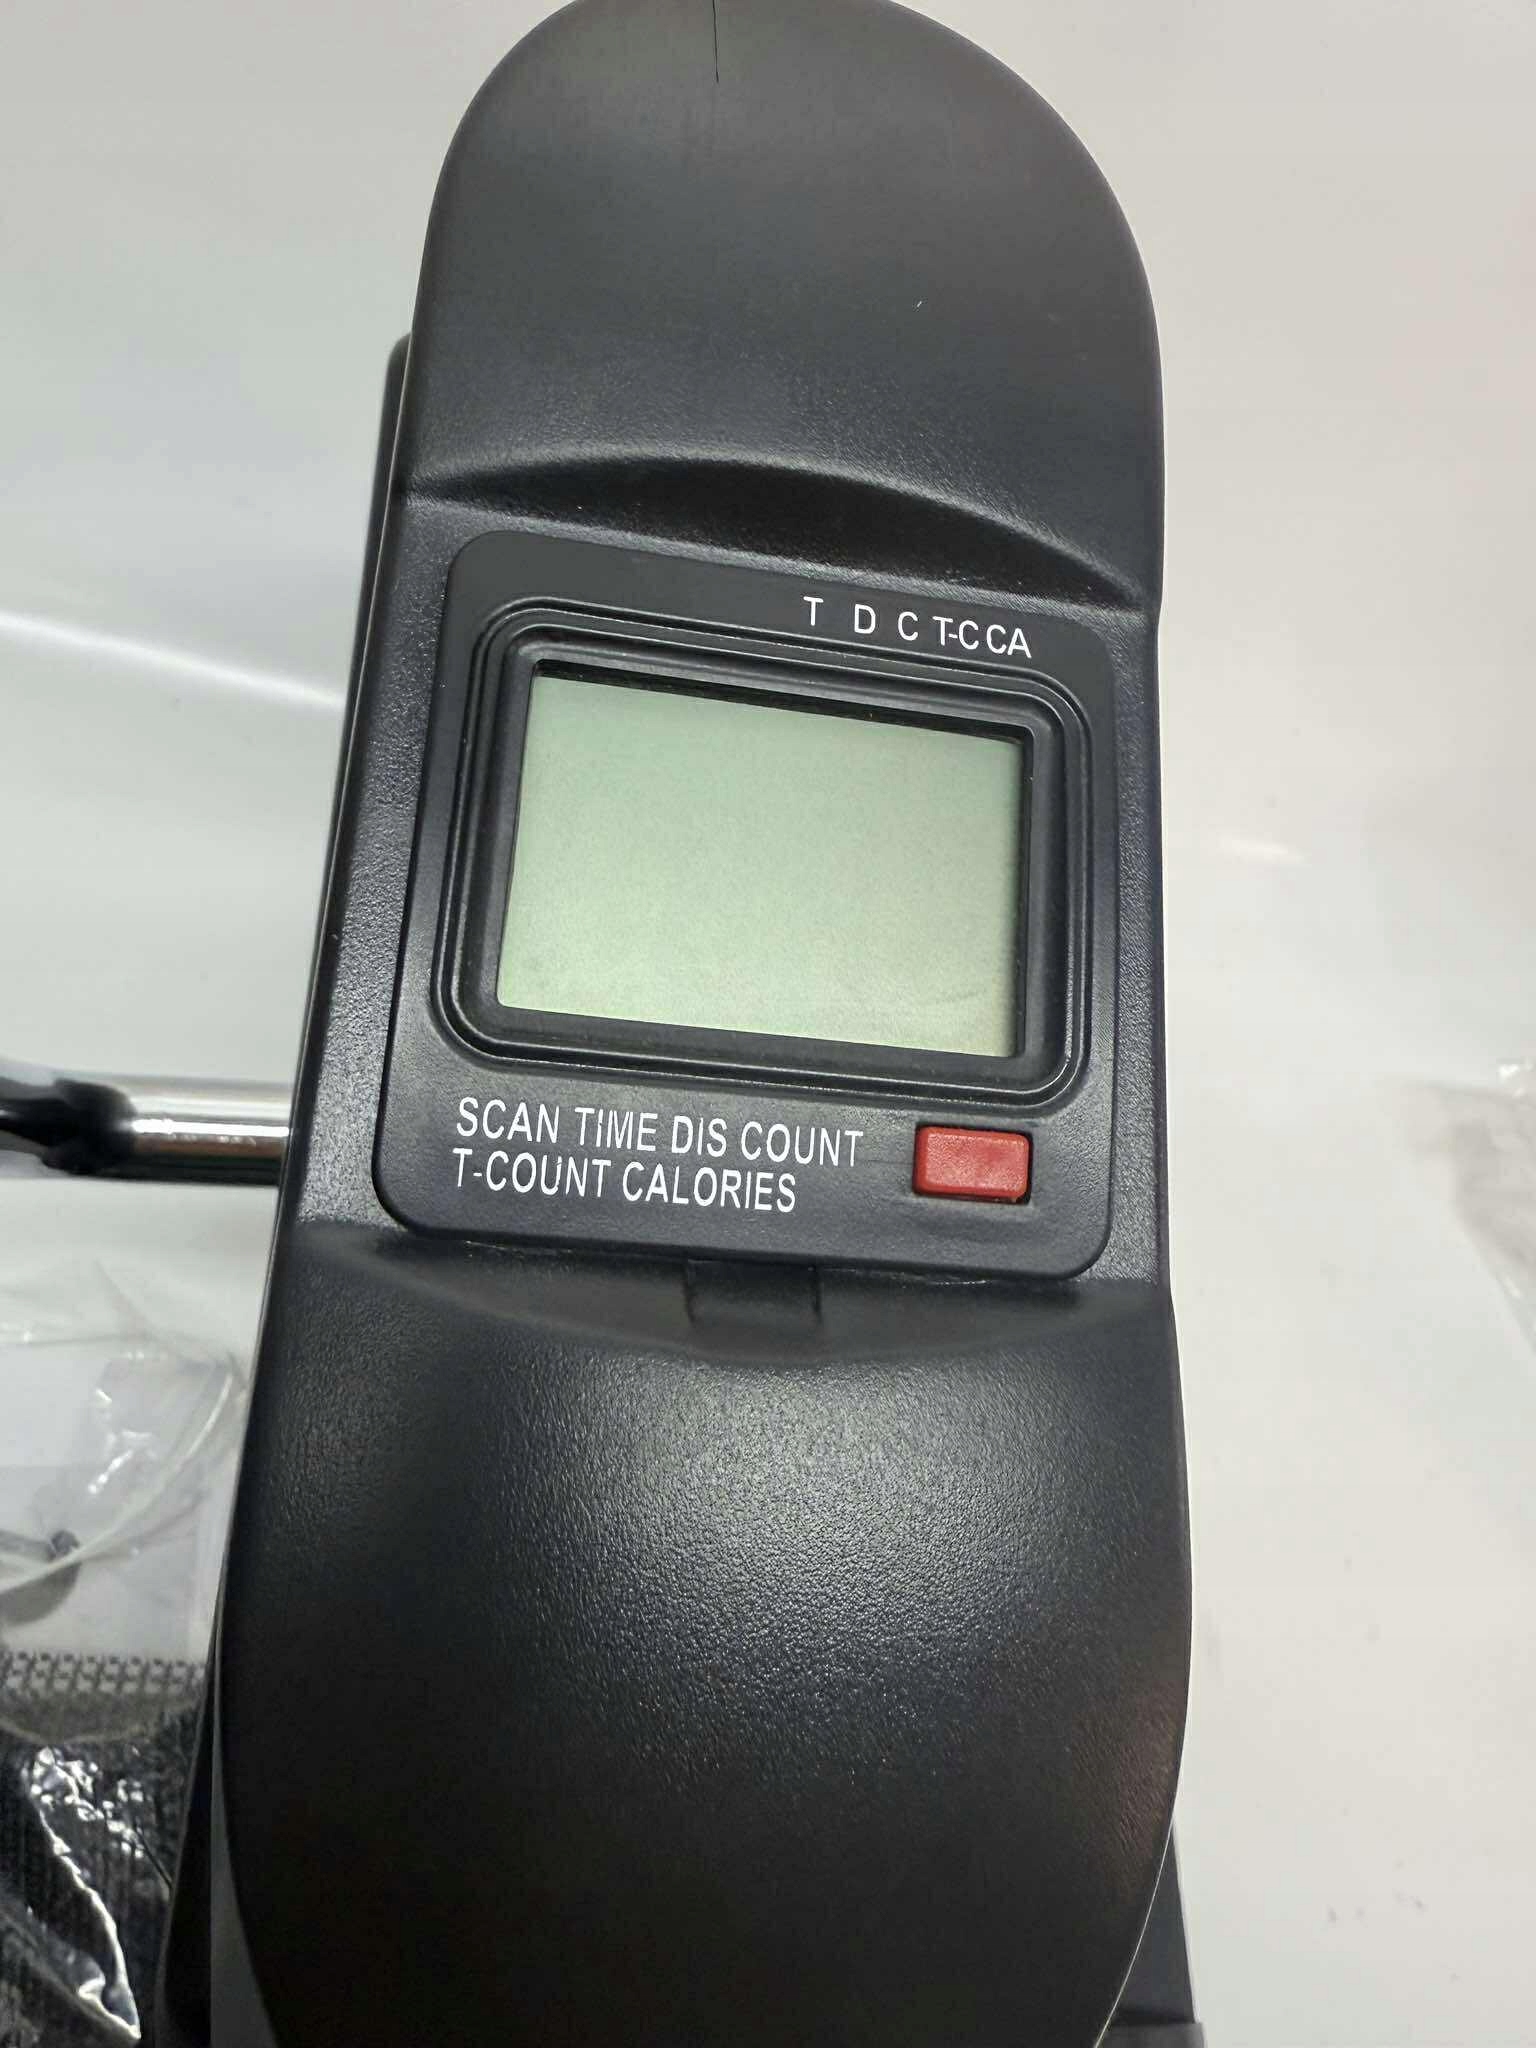 T D C T-C CA
SCAN TIME DIS COUNT
T-COUNT CALORIES